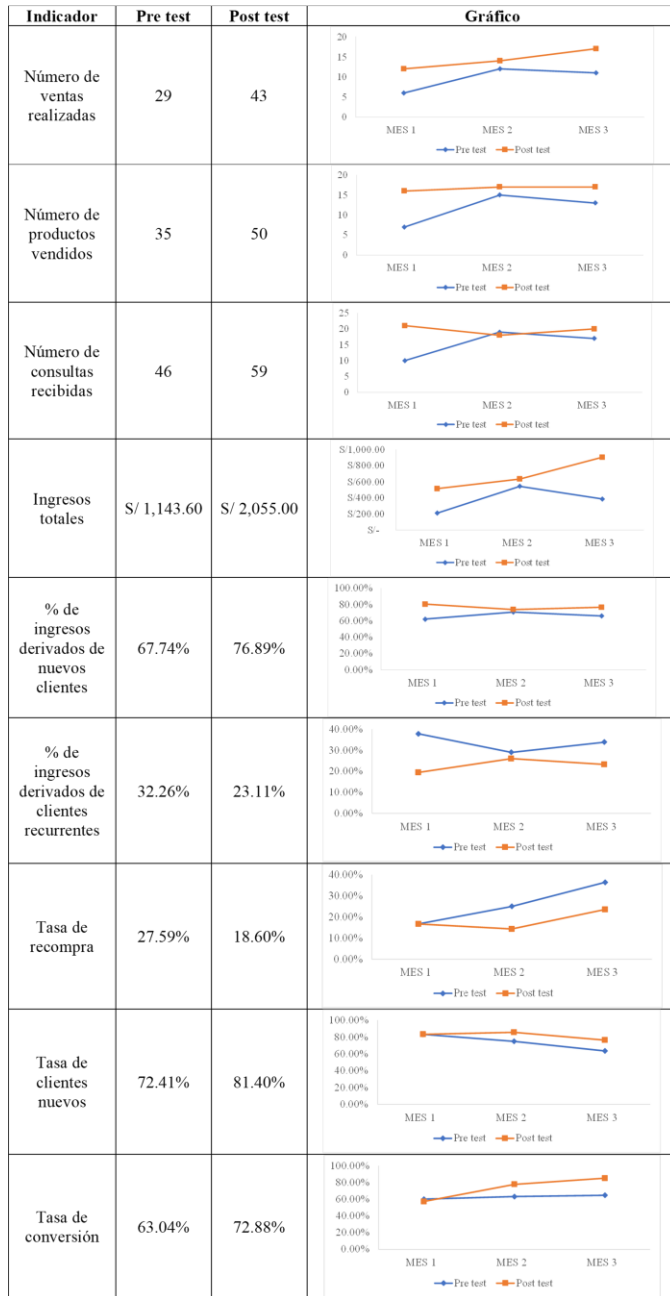 Indicador Pre test Post test Gráfico
Número de
ventas
realizadas
29
43
20
15
10
5
0
MES 1 MES 2 MES 3
Pre test Post test
Número de
productos
vendidos
35
50
20
15
10
5
0
MES 1 MES 2 MES 3
Pre test Post test
Número de
consultas
recibidas
46
59
25
20
15
10
5
0
MES 1 MES 2 MES 3
Pre test Post test
Ingresos
totales
S/ 1,143.60
S/ 2,055.00
S/1,000.00
S/800.00
S/600.00
S/400.00
S/200.00
S/-
MES 1 MES 2 MES 3
Pre test Post test
% de
ingresos
derivados de
nuevos
clientes
67.74%
76.89%
100.00%
80.00%
60.00%
40.00%
20.00%
0.00%
MES 1 MES 2 MES 3
Pre test Post test
% de
ingresos
derivados de
clientes
recurrentes
32.26%
23.11%
40.00%
30.00%
20.00%
10.00%
0.00%
MES 1 MES 2 MES 3
Pre test Post test
Tasa de
recompra
27.59%
18.60%
40.00%
30.00%
20.00%
10.00%
0.00%
MES 1 MES 2 MES 3
Pre test Post test
Tasa de
clientes
nuevos
72.41%
81.40%
100.00%
80.00%
60.00%
40.00%
20.00%
0.00%
MES 1 MES 2 MES 3
Pre test Post test
Tasa de
conversión
63.04%
72.88%
100.00%
80.00%
60.00%
40.00%
20.00%
0.00%
MES 1 MES 2 MES 3
Pre test Post test